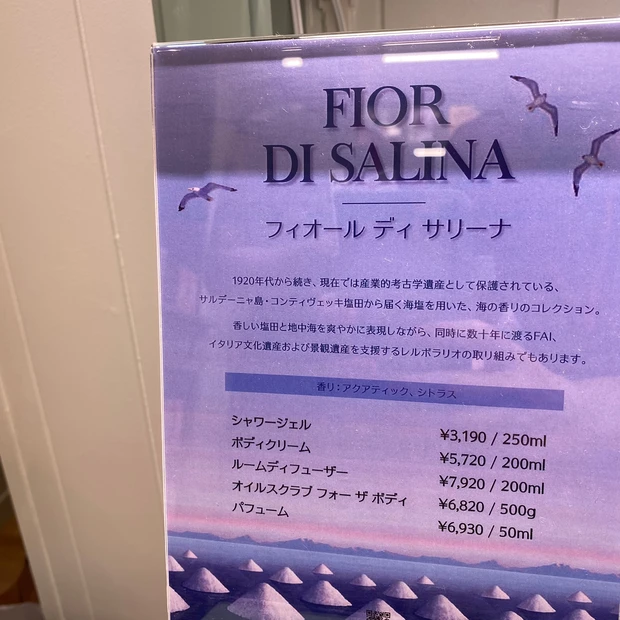 FIOR
DI SALINA
フィオール ディ サリーナ
1920年代から続き、現在では産業的考古学遺産として保護されている、
サルデーニャ島・コンティヴェッキ塩田から届く海塩を用いた、海の香りのコレクション。
香しい塩田と地中海を爽やかに表現しながら、同時に数十年に渡るFAI、
イタリア文化遺産および景観遺産を支援するレルボラリオの取り組みでもあります。
香り：アクアティック、シトラス
シャワージェル ¥3,190 / 250ml
ボディクリーム ¥5,720 / 200ml
ルームディフューザー ¥7,920 / 200ml
オイルスクラブ フォー ザ ボディ ¥6,820 / 500g
パフューム ¥6,930 / 50ml